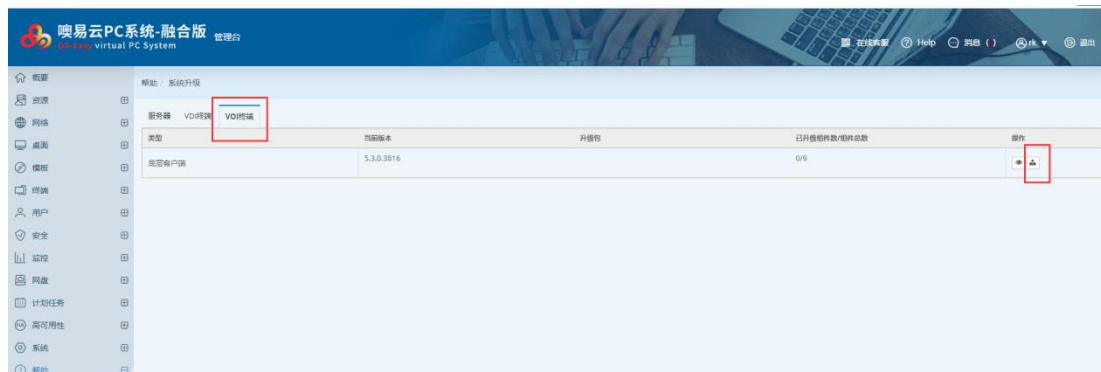 噢易云PC系统-融合版 管理台
OS-Easy virtual PC System
在线客服 Help 消息 ( ) rk ▼ 退出
概要
资源
网络
桌面
模板
终端
用户
安全
监控
网盘
计划任务
高可用性
系统
帮助
帮助 / 系统升级
服务器 VDI终端 VOI终端
类型 当前版本 升级包 已升级组件数/组件总数 操作
底层客户端 5.3.0.3816 0/9